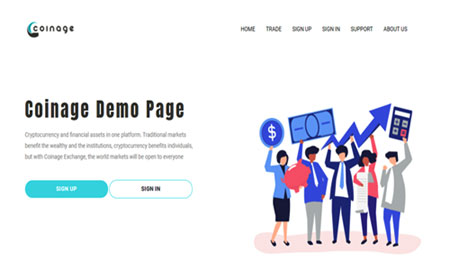 coinage
HOME TRADE SIGN UP SIGN IN SUPPORT ABOUT US
Coinage Demo Page
Cryptocurrency and financial assets in one platform. Traditional markets
benefit the wealthy and the institutions, cryptocurrency benefits individuals,
but with Coinage Exchange, the world markets will be open to everyone
SIGN UP SIGN IN
$